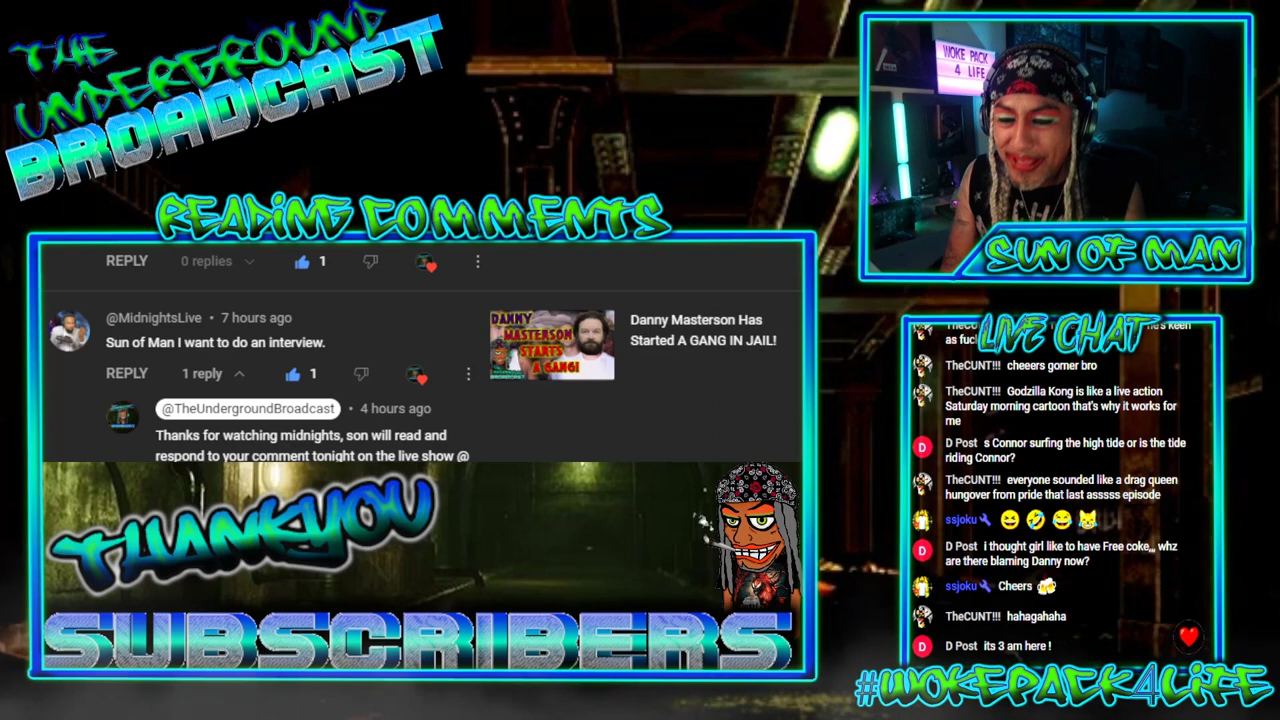 THE
UNDERGROUND
BROADCAST
READING COMMENTS
REPLY 0 replies 1
@MidnightsLive • 7 hours ago
Sun of Man I want to do an interview.
REPLY 1 reply 1
@TheUndergroundBroadcast • 4 hours ago
Thanks for watching midnights, son will read and
respond to your comment tonight on the live show @
DANNY
MASTERSON
STARTS
A GANG!
Danny Masterson Has
Started A GANG IN JAIL!
THANKYOU
SUBSCRIBERS
WOKE PACK
4 LIFE
SUN OF MAN
LIVE CHAT
he's keen
as fuc
TheCUNT!!! cheeers gomer bro
TheCUNT!!! Godzilla Kong is like a live action
Saturday morning cartoon that's why it works for
me
D Post s Connor surfing the high tide or is the tide
riding Connor?
TheCUNT!!! everyone sounded like a drag queen
hungover from pride that last asssss episode
ssjoku 😆 🤣 😂 😹
D Post i thought girl like to have Free coke,,, whz
are there blaming Danny now?
ssjoku Cheers 🍻
TheCUNT!!! hahagahaha
D Post its 3 am here !
#WOKEPACK4LIFE